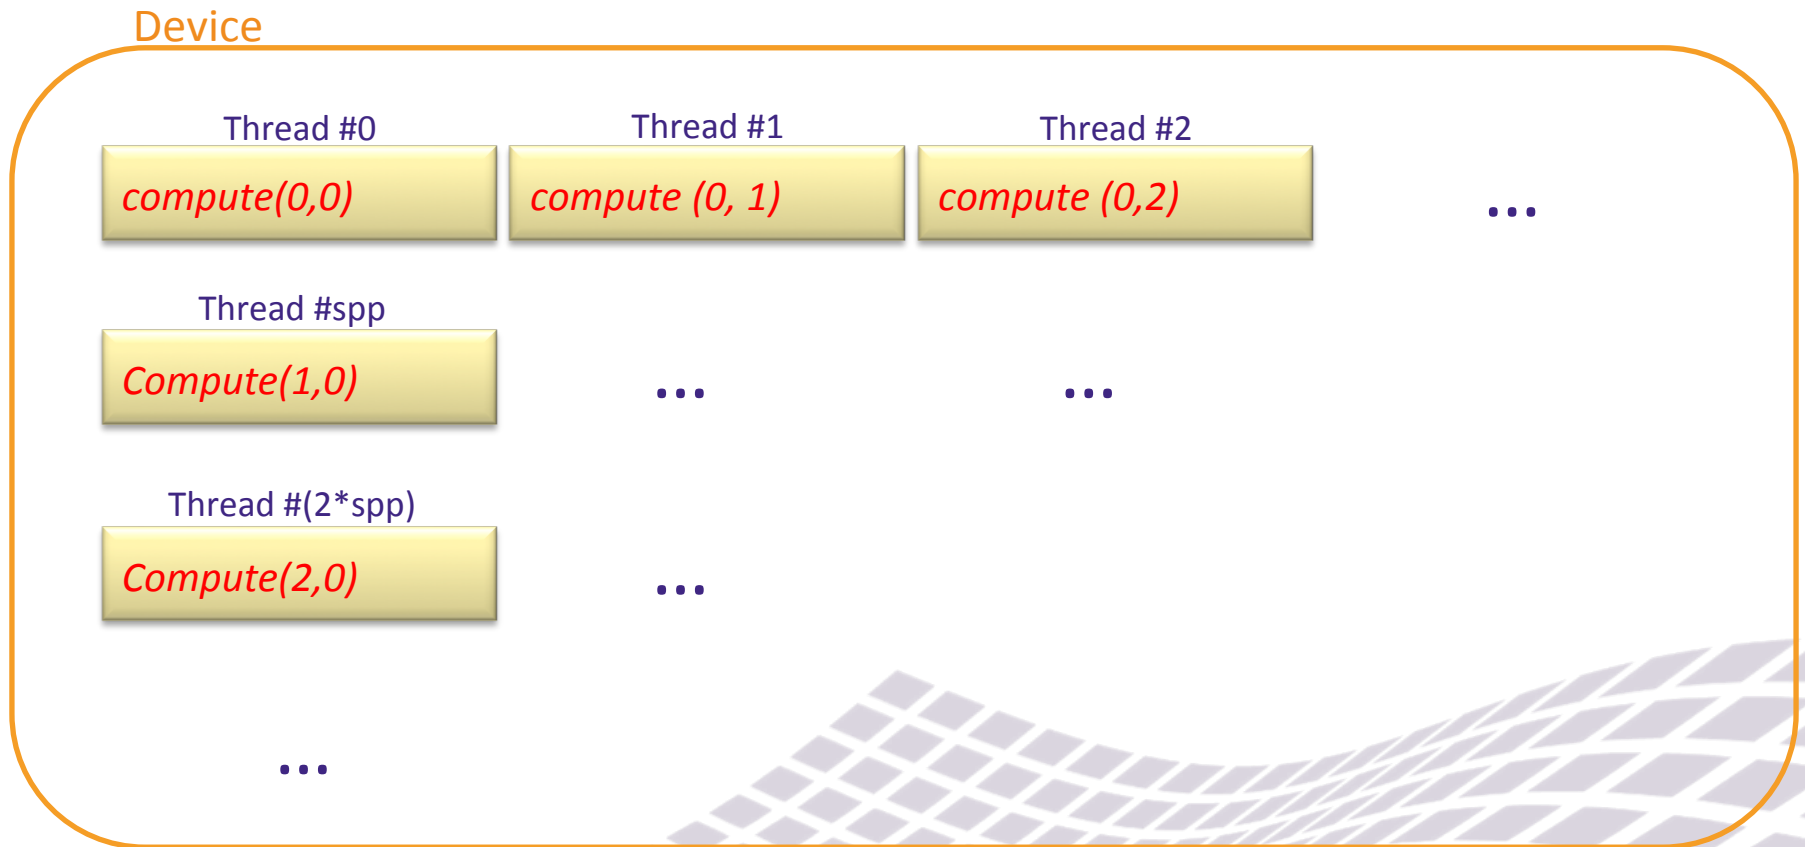 Device
Thread #0
Thread #1
Thread #2
compute(0,0)
compute (0, 1)
compute (0,2)
...
Thread #spp
Compute(1,0)
...
...
Thread #(2*spp)
Compute(2,0)
...
...